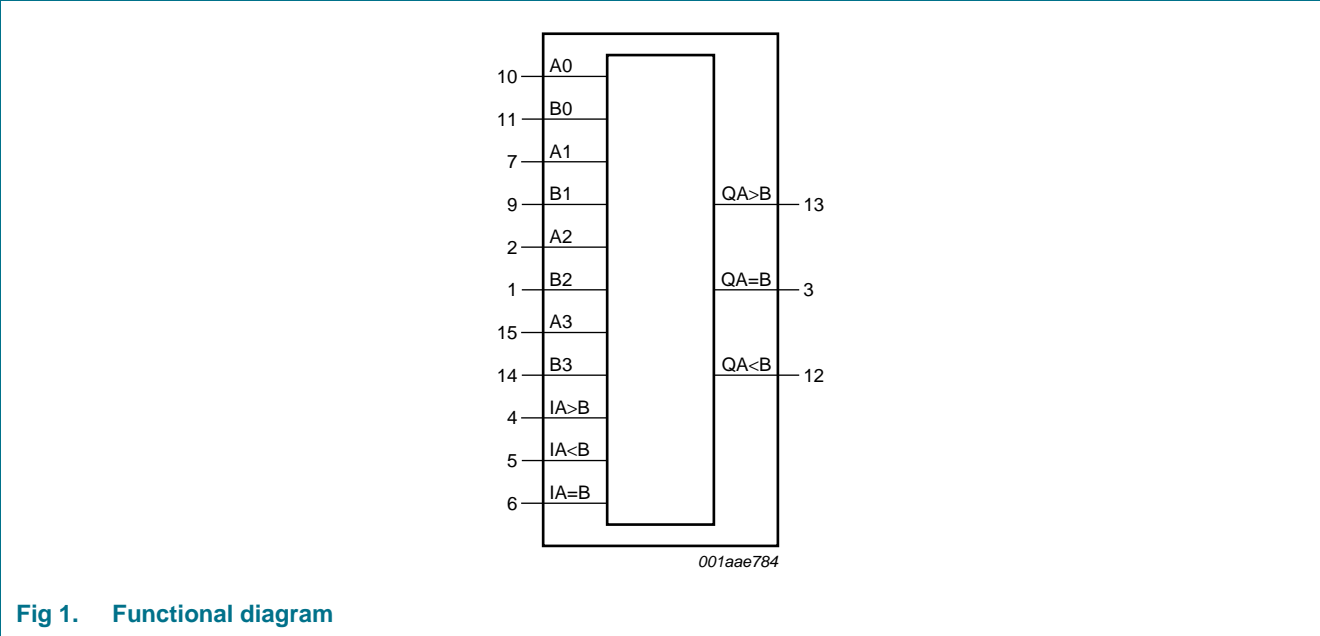 10 A0
11 B0
7 A1
9 B1 QA>B 13
2 A2
1 B2 QA=B 3
15 A3
14 B3 QA<B 12
4 IA>B
5 IA<B
6 IA=B
001aae784
Fig 1. Functional diagram